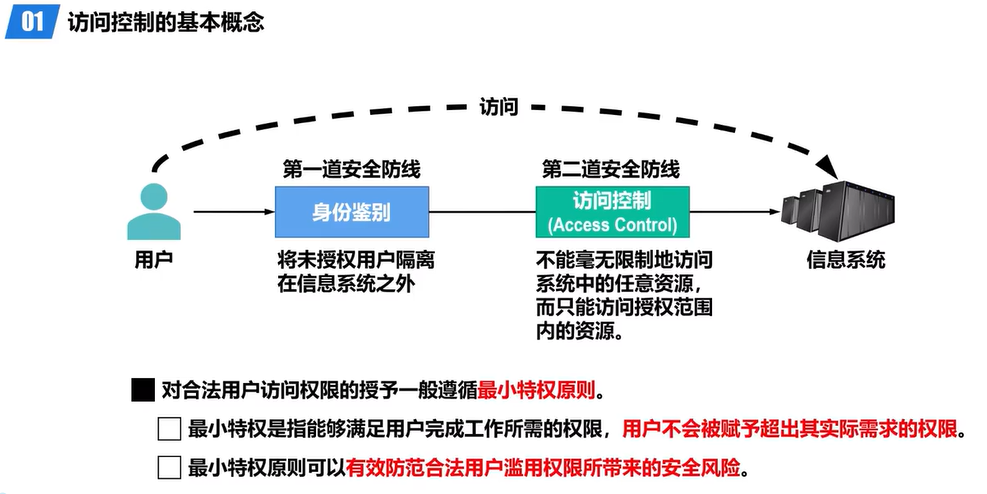 01 访问控制的基本概念
访问
第一道安全防线
身份鉴别
将未授权用户隔离
在信息系统之外
第二道安全防线
访问控制
(Access Control)
不能毫无限制地访问
系统中的任意资源，
而只能访问授权范围
内的资源。
用户
信息系统
对合法用户访问权限的授予一般遵循最小特权原则。
最小特权是指能够满足用户完成工作所需的权限，用户不会被赋予超出其实际需求的权限。
最小特权原则可以有效防范合法用户滥用权限所带来的安全风险。